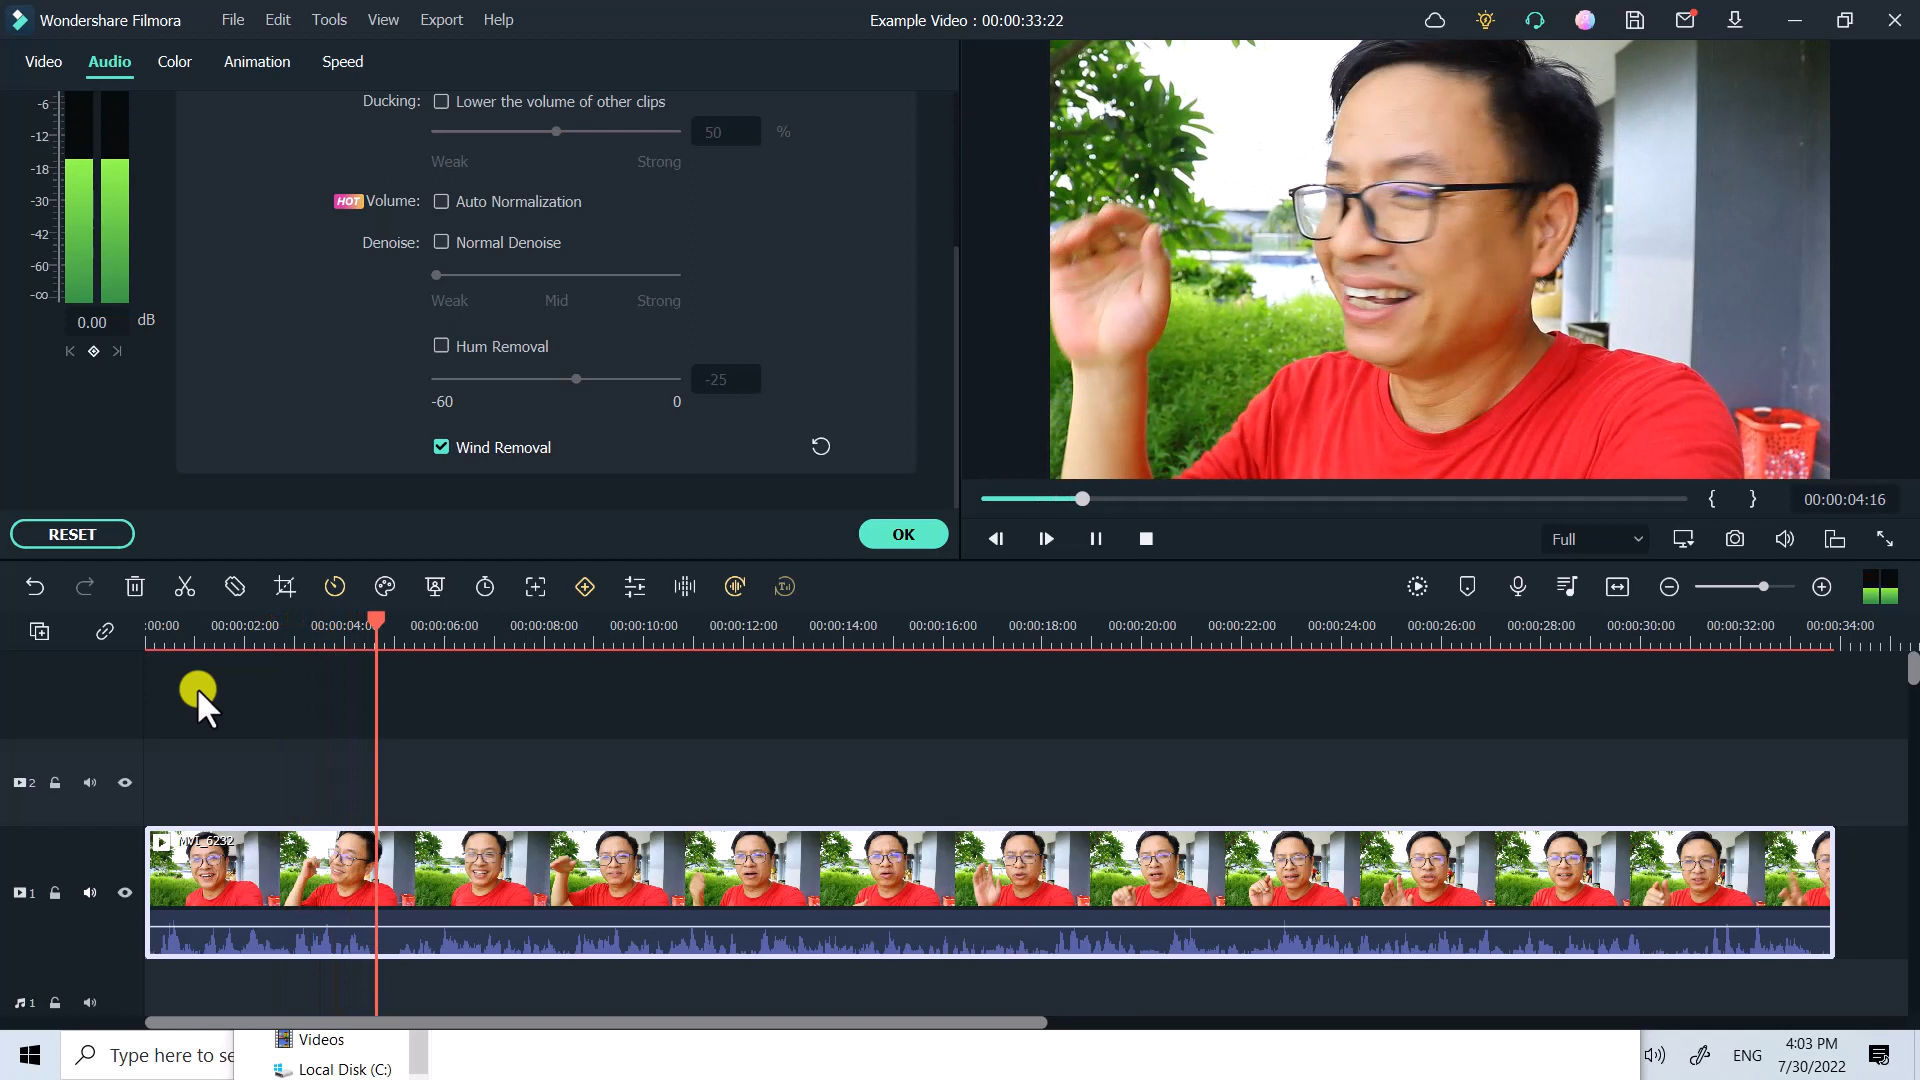 Wondershare Filmora File Edit Tools View Export Help Example Video : 00:00:33:22
Video Audio Color Animation Speed
Ducking: Lower the volume of other clips
50 %
Weak Strong
HOT Volume: Auto Normalization
Denoise: Normal Denoise
Weak Mid Strong
Hum Removal
-25
-60 0
Wind Removal
-6
-12
-18
-30
-42
-60
-∞
0.00 dB
RESET OK
{ } 00:00:04:16
Full
:00:00 00:00:02:00 00:00:04:0 00:00:06:00 00:00:08:00 00:00:10:00 00:00:12:00 00:00:14:00 00:00:16:00 00:00:18:00 00:00:20:00 00:00:22:00 00:00:24:00 00:00:26:00 00:00:28:00 00:00:30:00 00:00:32:00 00:00:34:00
2
MVI_6232
1
1
Videos
Local Disk (C:)
Type here to se
ENG
4:03 PM
7/30/2022